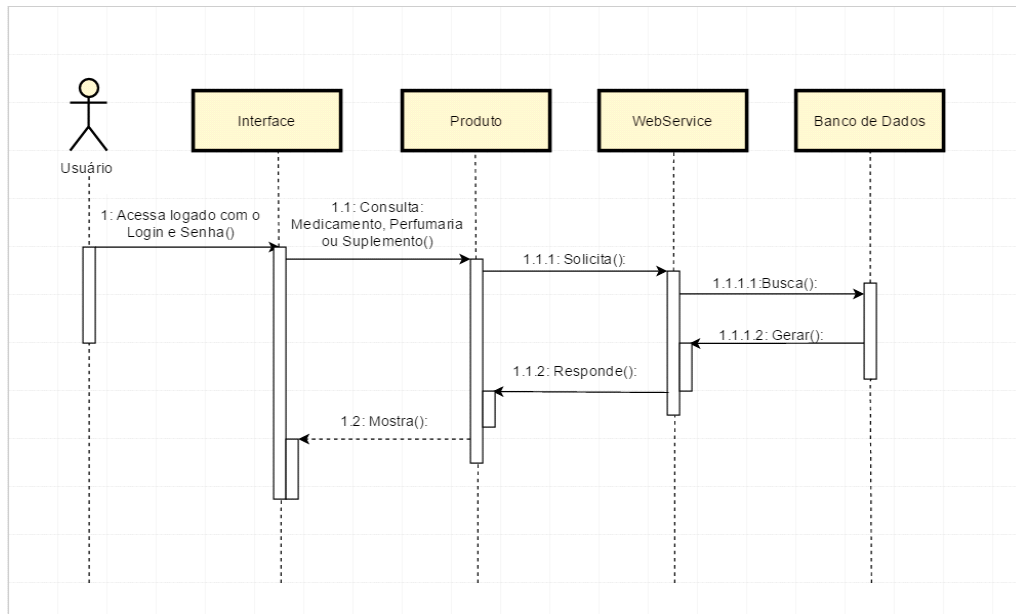 Interface
Produto
WebService
Banco de Dados
Usuário
1: Acessa logado com o
Login e Senha()
1.1: Consulta:
Medicamento, Perfumaria
ou Suplemento()
1.1.1: Solicita():
1.1.1.1:Busca():
1.1.1.2: Gerar():
1.1.2: Responde():
1.2: Mostra():